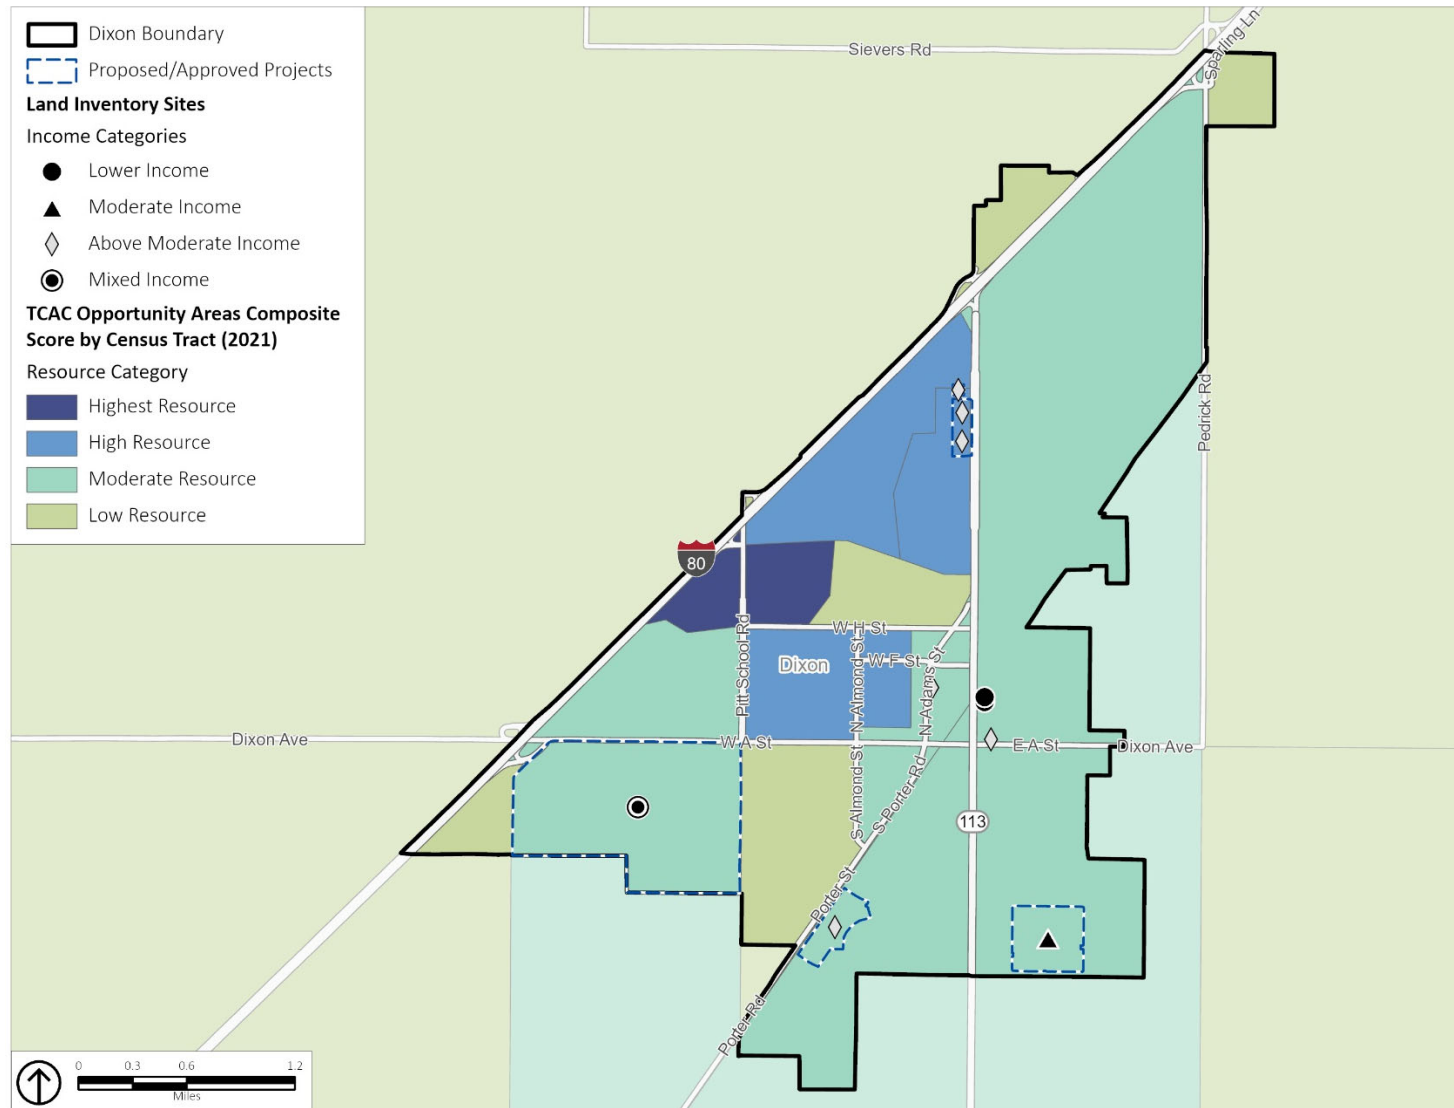 Dixon Boundary
Proposed/Approved Projects
Land Inventory Sites
Income Categories
Lower Income
Moderate Income
Above Moderate Income
Mixed Income
TCAC Opportunity Areas Composite
Score by Census Tract (2021)
Resource Category
Highest Resource
High Resource
Moderate Resource
Low Resource
Sievers Rd
Sparling Ln
Pedrick Rd
80
Pitt School Rd
W H St
Dixon
W F St
N Almond St
N Adams St
Dixon Ave
W A St
E A St
Dixon Ave
S Almond St
S Porter Rd
113
Porter St
Porter Rd
0 0.3 0.6 1.2
Miles